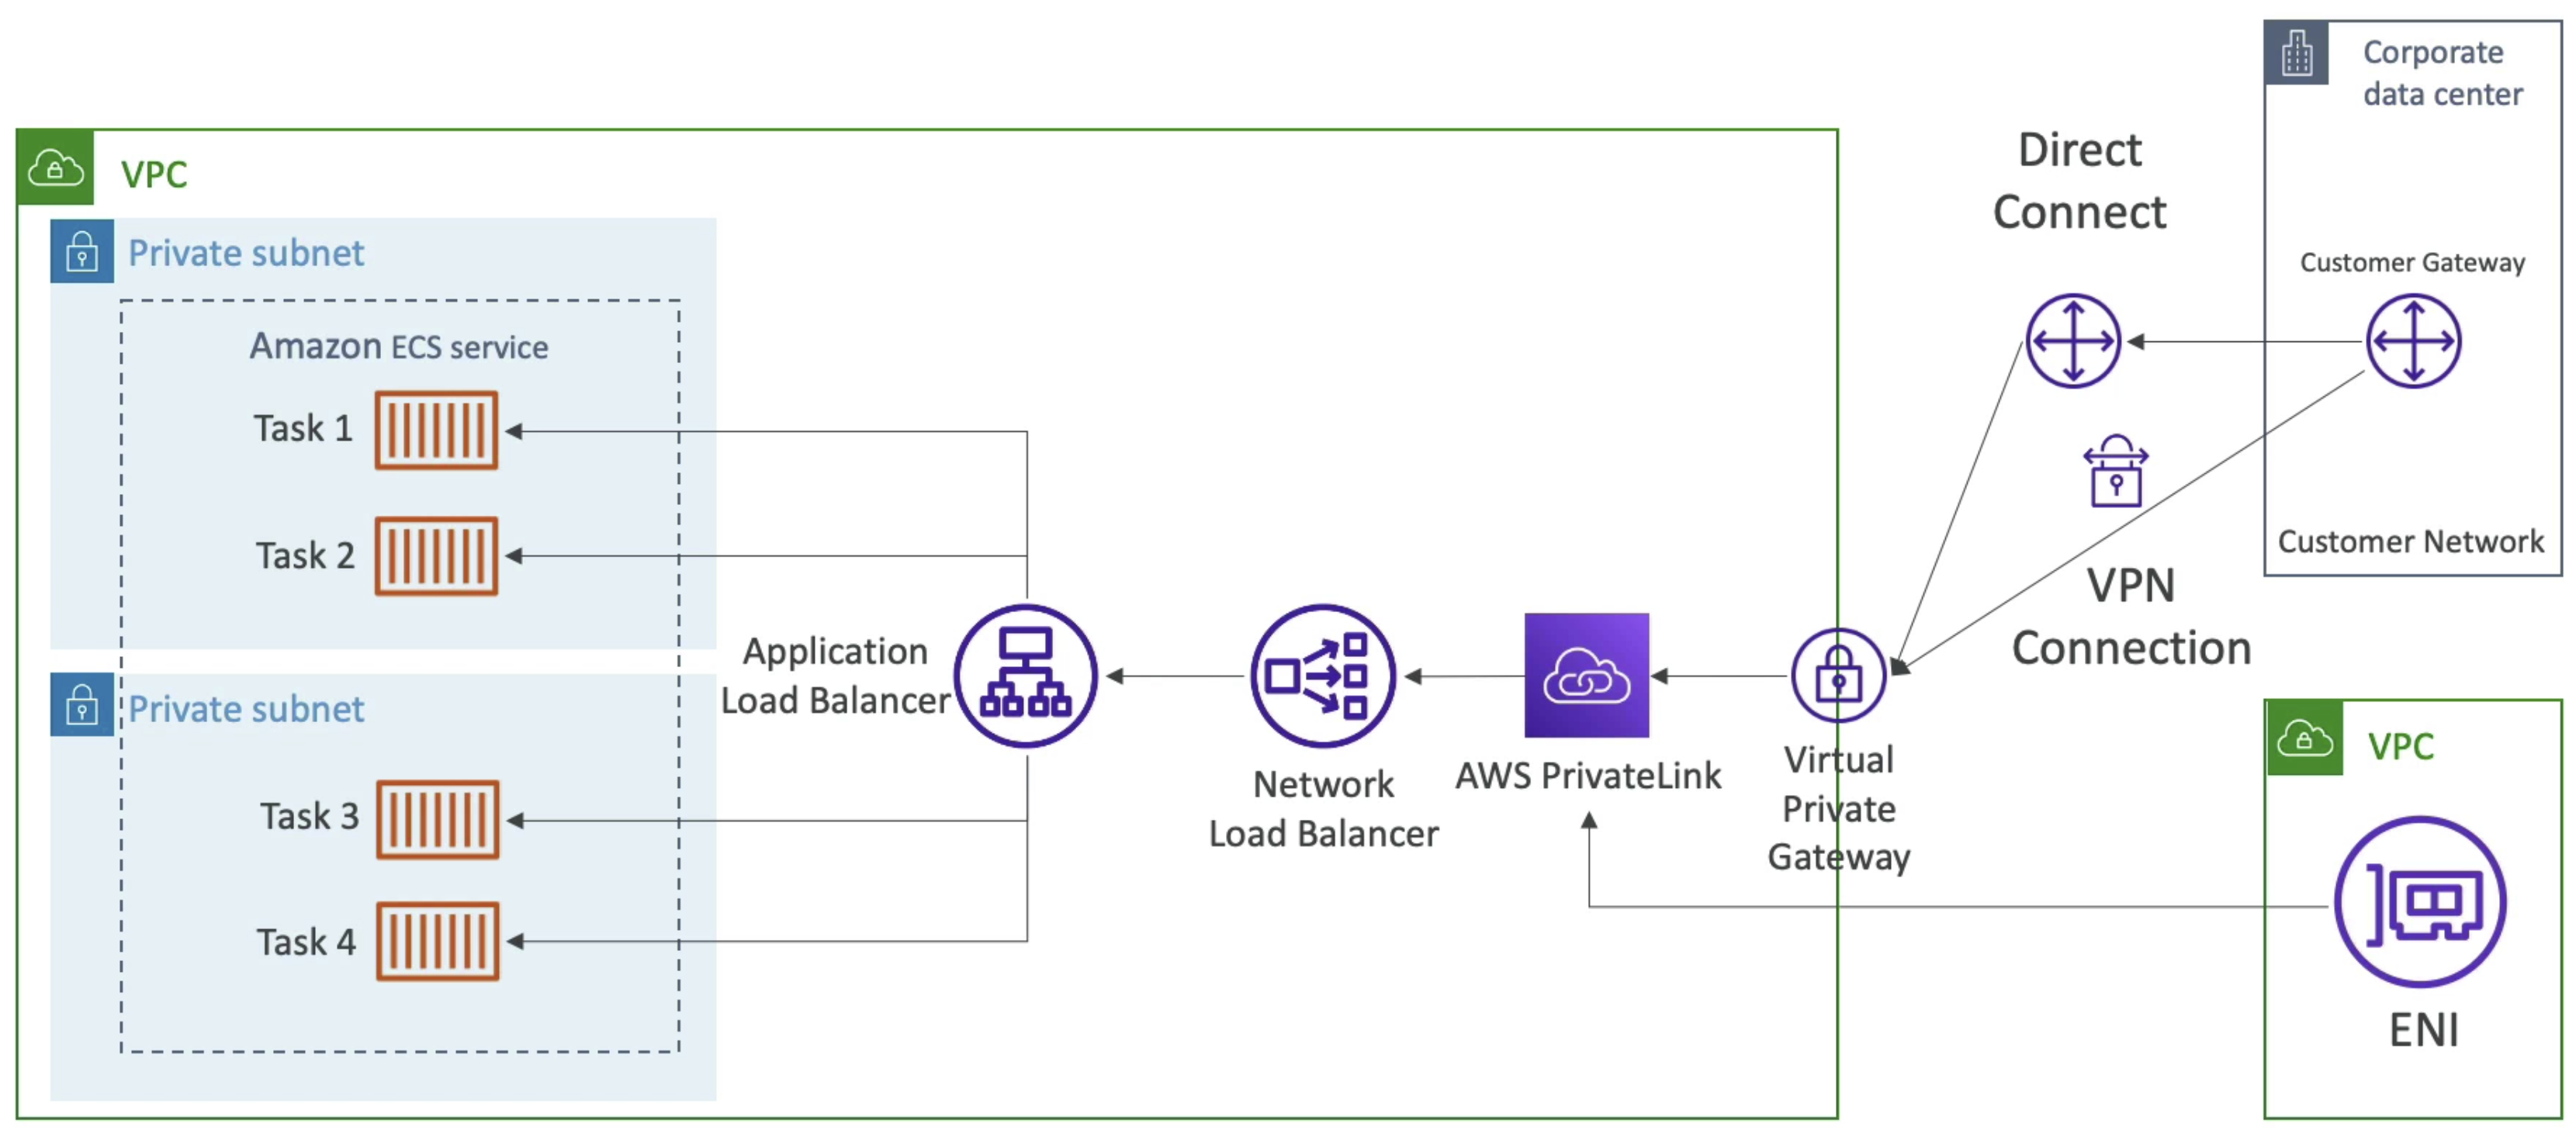 Corporate
data center
Direct
Connect
VPC
Private subnet
Customer Gateway
Amazon ECS service
Task 1
Task 2
Customer Network
VPN
Connection
Application
Load Balancer
Private subnet
VPC
Network
Load Balancer
AWS PrivateLink
Virtual
Private
Gateway
Task 3
Task 4
ENI